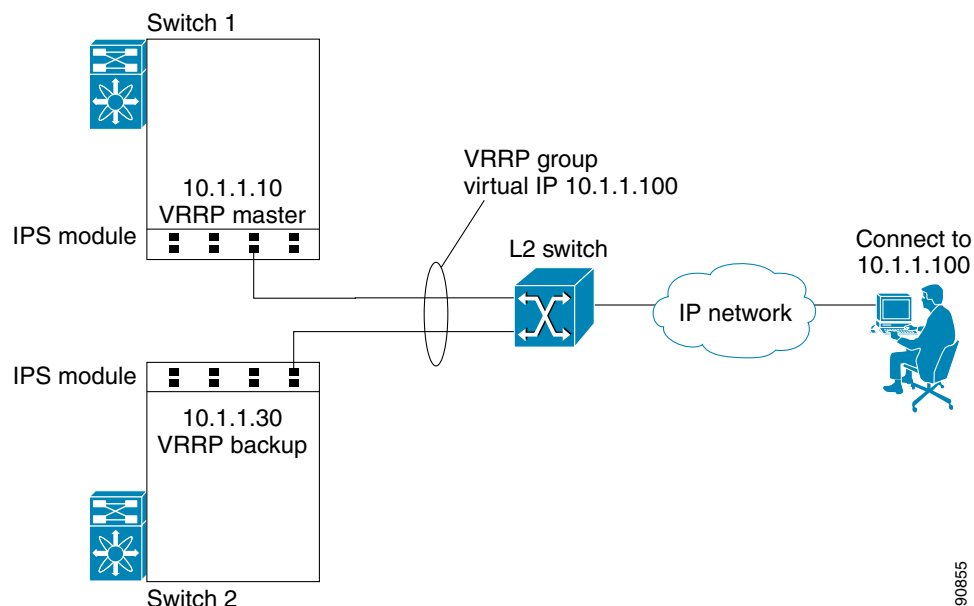 Switch 1
10.1.1.10
VRRP master
IPS module
VRRP group
virtual IP 10.1.1.100
L2 switch
IP network
Connect to
10.1.1.100
IPS module
10.1.1.30
VRRP backup
Switch 2
90855